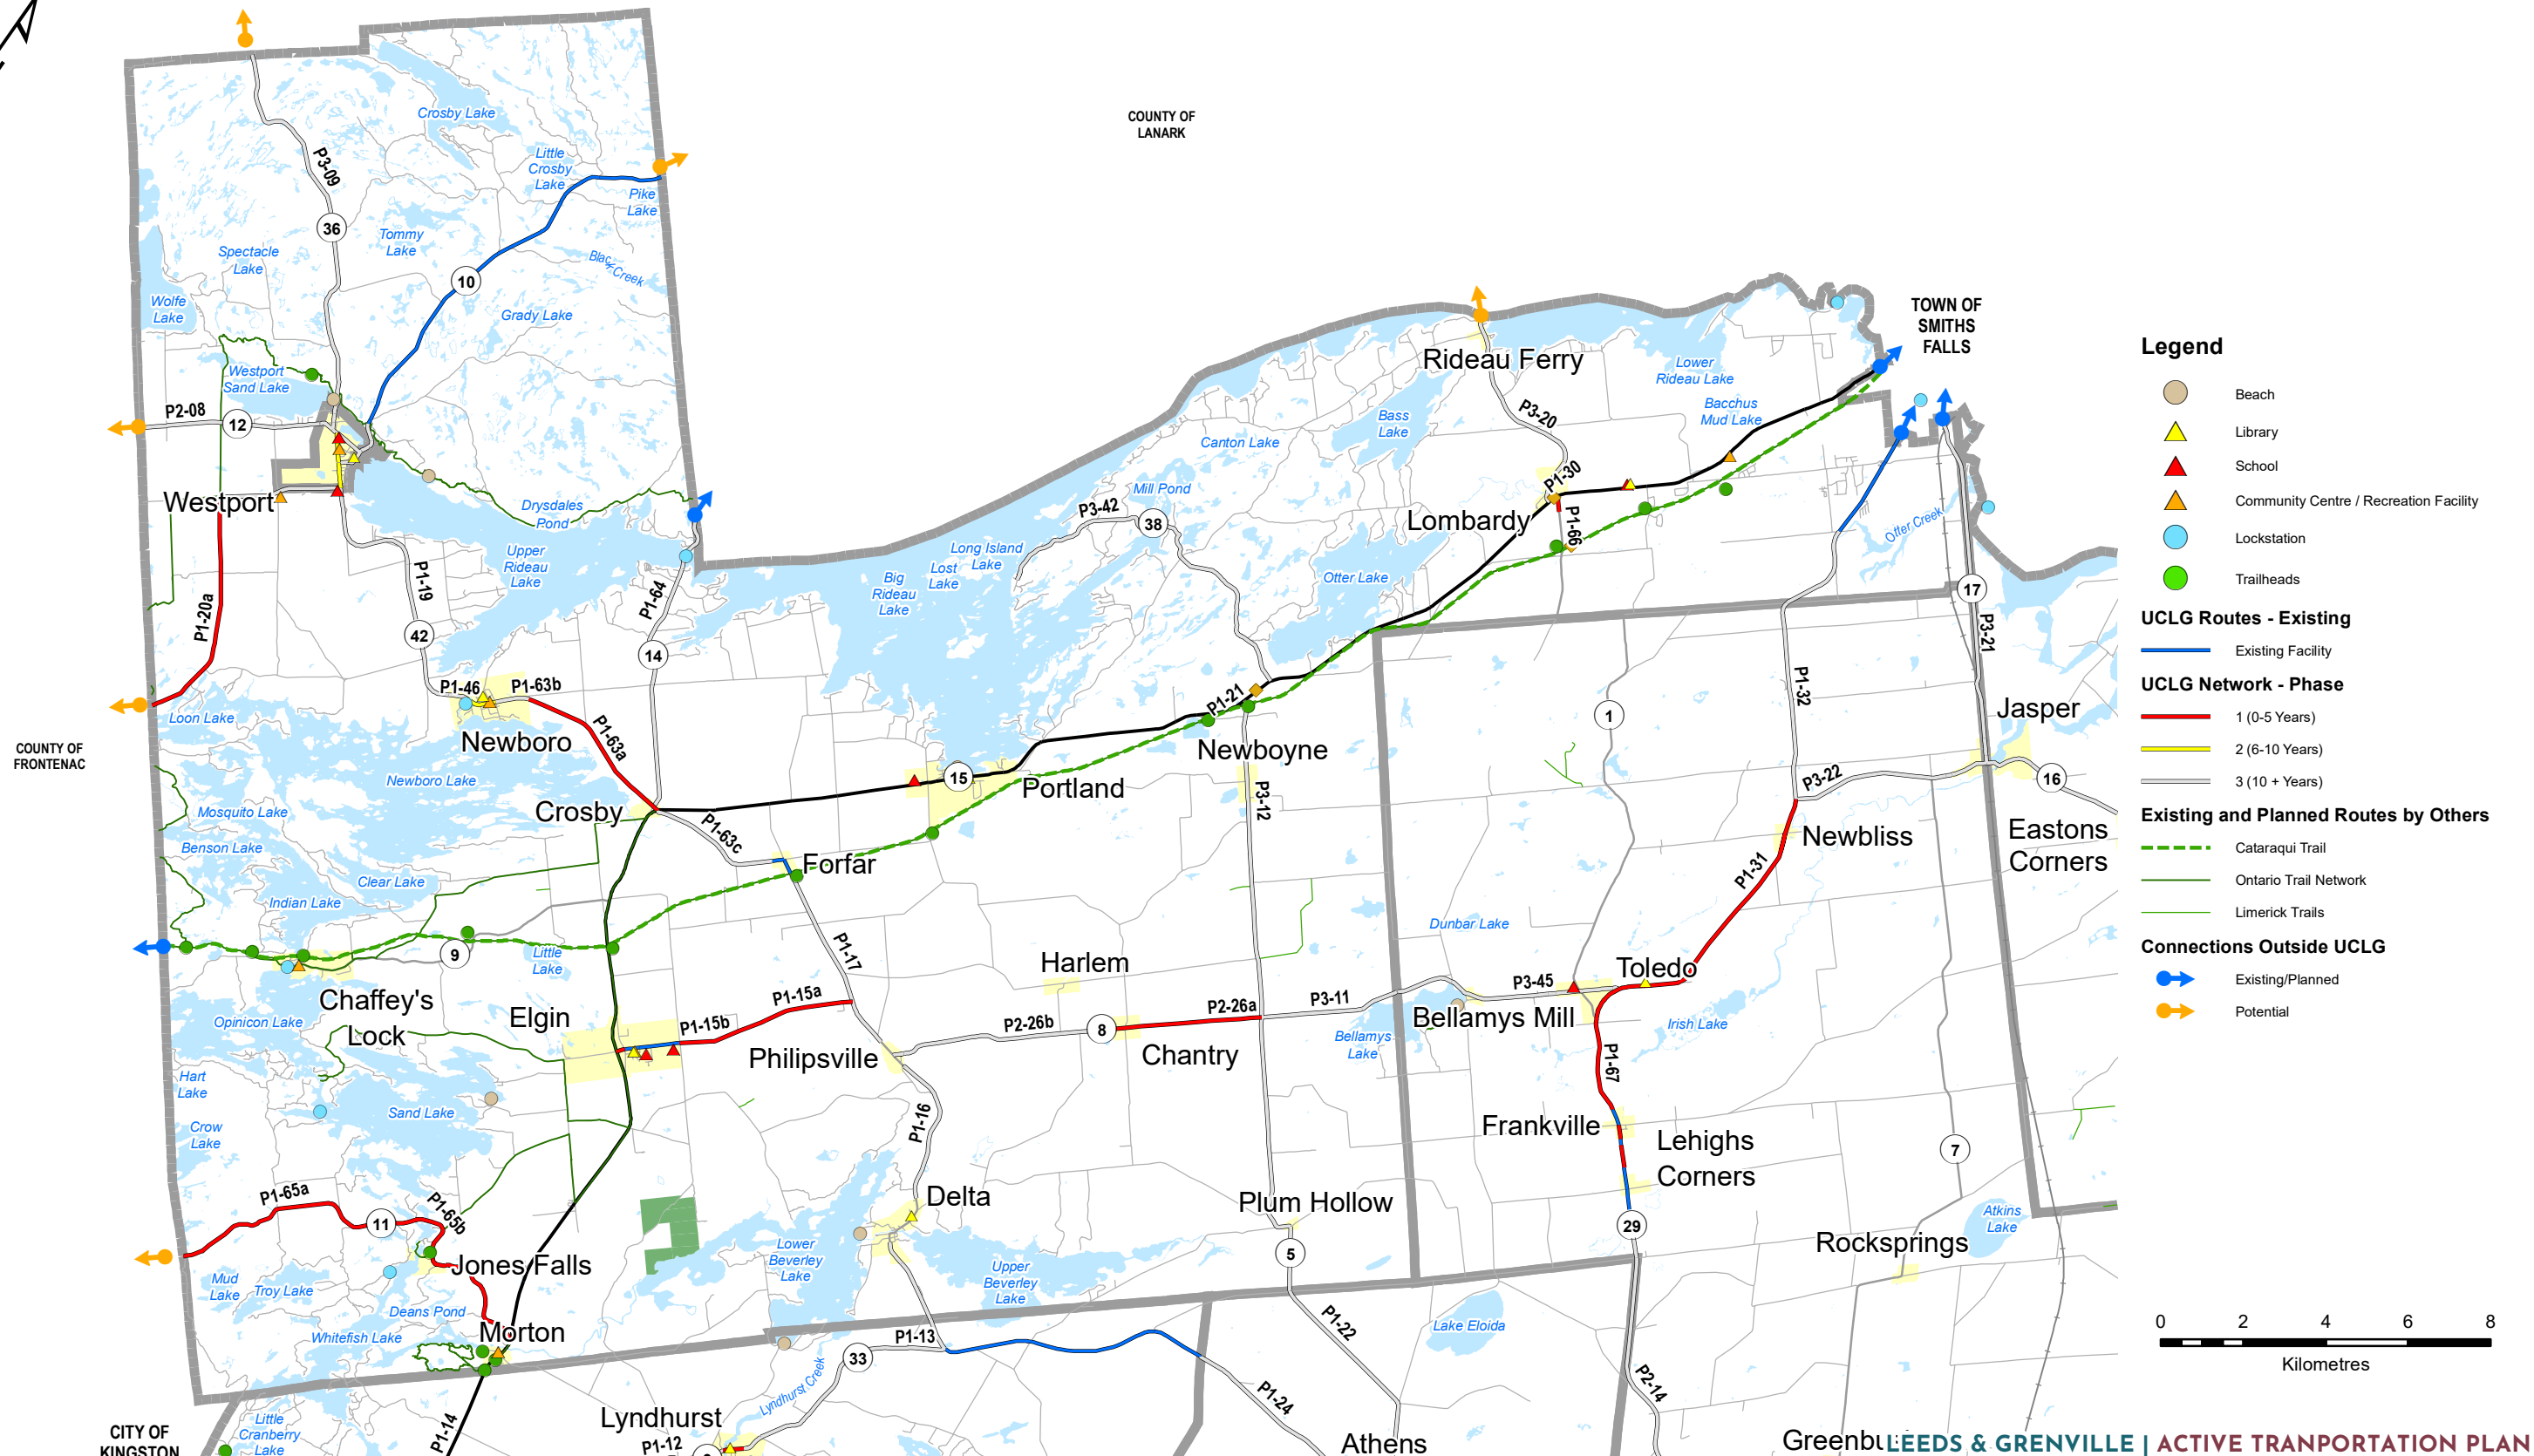 COUNTY OF
LANARK
Crosby Lake
Little
Crosby
Lake
Pike
Lake
P3-09
36
Tommy
Lake
Spectacle
Lake
10
Black Creek
Wolfe
Lake
Grady Lake
Westport
Sand Lake
P2-08
12
Westport
Drysdales
Pond
Upper
Rideau
Lake
P1-19
P1-20a
P1-64
42
14
P1-46
P1-63b
P1-63a
Loon Lake
Newboro
COUNTY OF
FRONTENAC
Newboro Lake
Crosby
Mosquito Lake
Benson Lake
P1-63c
Clear Lake
Indian Lake
Forfar
9
Little
Lake
Chaffey's
Lock
Opinicon Lake
Elgin
P1-17
P1-15a
P1-15b
Philipsville
Hart
Lake
Crow
Lake
Sand Lake
P1-16
P1-65a
11
P1-65b
Jones Falls
Mud
Lake
Troy Lake
Deans Pond
Whitefish Lake
Morton
Delta
Lower
Beverley
Lake
Upper
Beverley
Lake
P1-13
33
Lyndhurst Creek
Lyndhurst
P1-12
P1-14
CITY OF
KINGSTON
Little
Cranberry
Lake
Big
Rideau
Lake
Long Island
Lake
Lost
Lake
P3-42
38
Mill Pond
Canton Lake
Bass
Lake
Rideau Ferry
P3-20
Lower
Rideau Lake
Bacchus
Mud Lake
P1-30
Lombardy
P1-66
Otter Lake
TOWN OF
SMITHS
FALLS
Otter Creek
17
P3-21
P1-21
Newboyne
15
Portland
P3-12
1
P1-32
Jasper
P3-22
16
Newbliss
Eastons
Corners
P1-31
Dunbar Lake
Harlem
P2-26b
8
P2-26a
Chantry
P3-11
P3-45
Toledo
Bellamys Mill
Bellamys
Lake
Irish Lake
P1-67
Frankville
Lehighs
Corners
7
Plum Hollow
5
29
Atkins
Lake
Rocksprings
P1-22
Lake Eloida
P1-24
P2-14
Athens
Greenbu
Legend
Beach
Library
School
Community Centre / Recreation Facility
Lockstation
Trailheads
UCLG Routes - Existing
Existing Facility
UCLG Network - Phase
1 (0-5 Years)
2 (6-10 Years)
3 (10 + Years)
Existing and Planned Routes by Others
Cataraqui Trail
Ontario Trail Network
Limerick Trails
Connections Outside UCLG
Existing/Planned
Potential
0 2 4 6 8
Kilometres
LEEDS & GRENVILLE | ACTIVE TRANPORTATION PLAN